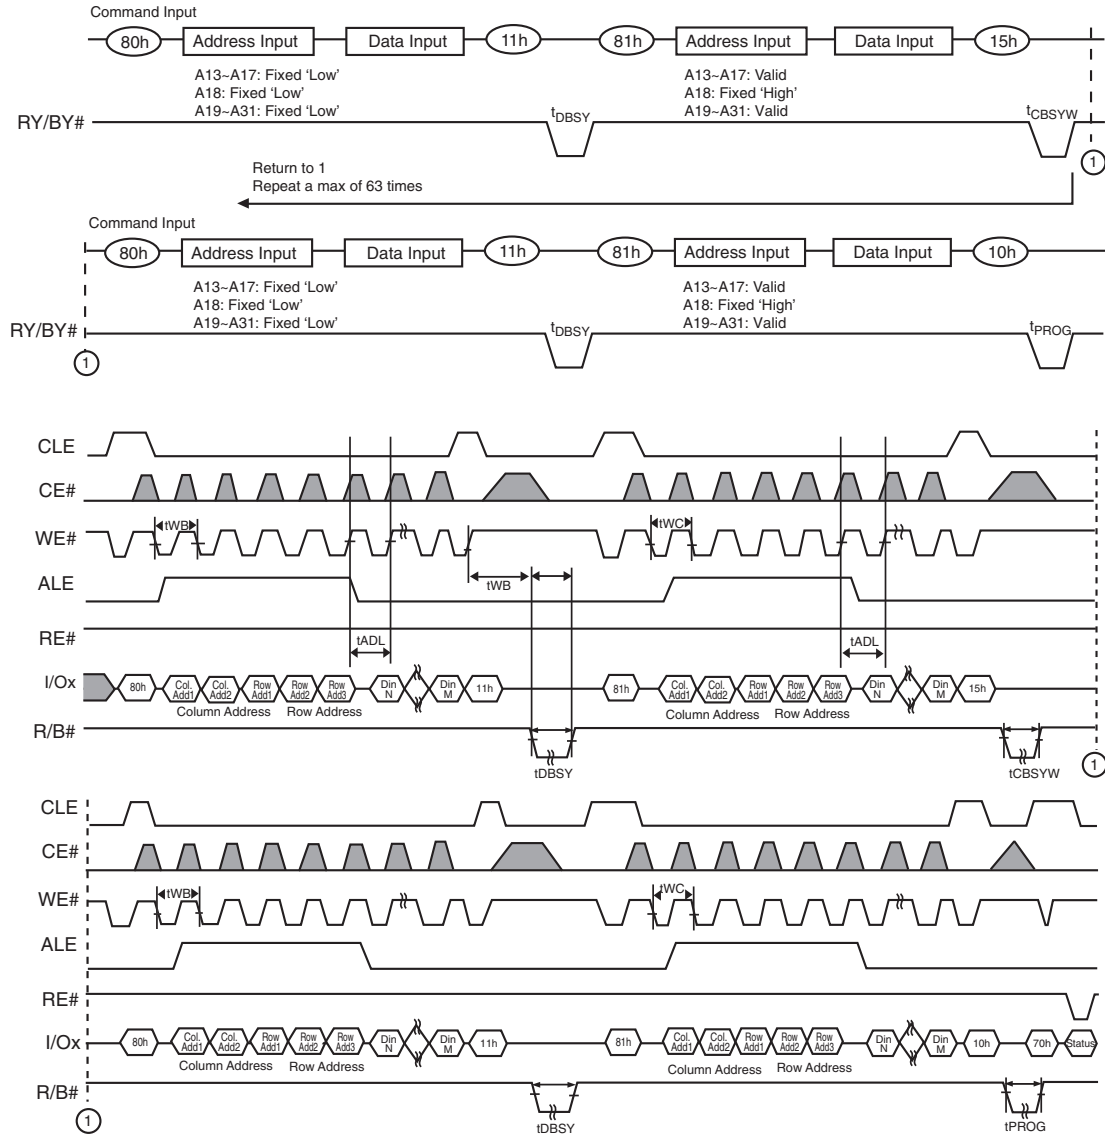 Command Input
80h Address Input Data Input 11h 81h Address Input Data Input 15h
A13~A17: Fixed 'Low' A13~A17: Valid
A18: Fixed 'Low' A18: Fixed 'High'
A19~A31: Fixed 'Low' A19~A31: Valid
RY/BY# tDBSY tCBSYW
1
Return to 1
Repeat a max of 63 times
Command Input
80h Address Input Data Input 11h 81h Address Input Data Input 10h
A13~A17: Fixed 'Low' A13~A17: Valid
A18: Fixed 'Low' A18: Fixed 'High'
A19~A31: Fixed 'Low' A19~A31: Valid
RY/BY# tDBSY tPROG
1
CLE
CE#
WE# tWB tWC
ALE tWB
RE# tADL tADL
I/Ox 80h Col. Add1 Col. Add2 Row Add1 Row Add2 Row Add3 Din N Din M 11h 81h Col. Add1 Col. Add2 Row Add1 Row Add2 Row Add3 Din N Din M 15h
Column Address Row Address Column Address Row Address
R/B#
tDBSY tCBSYW 1
CLE
CE#
WE# tWB tWC
ALE
RE#
I/Ox 80h Col. Add1 Col. Add2 Row Add1 Row Add2 Row Add3 Din N Din M 11h 81h Col. Add1 Col. Add2 Row Add1 Row Add2 Row Add3 Din N Din M 10h 70h Status
Column Address Row Address Column Address Row Address
R/B#
1 tDBSY tPROG